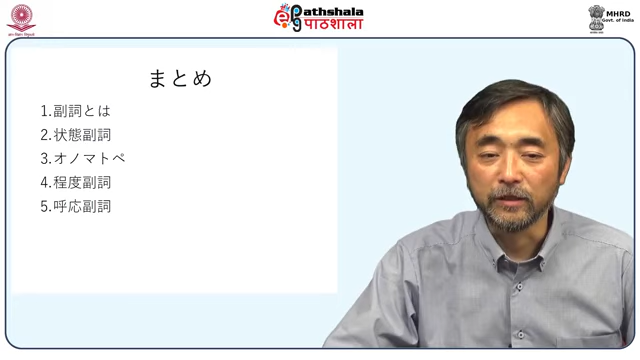 Pathshala
पाठशाला
MHRD
Govt. of India
まとめ
1.副詞とは
2.状態副詞
3.オノマトペ
4.程度副詞
5.呼応副詞